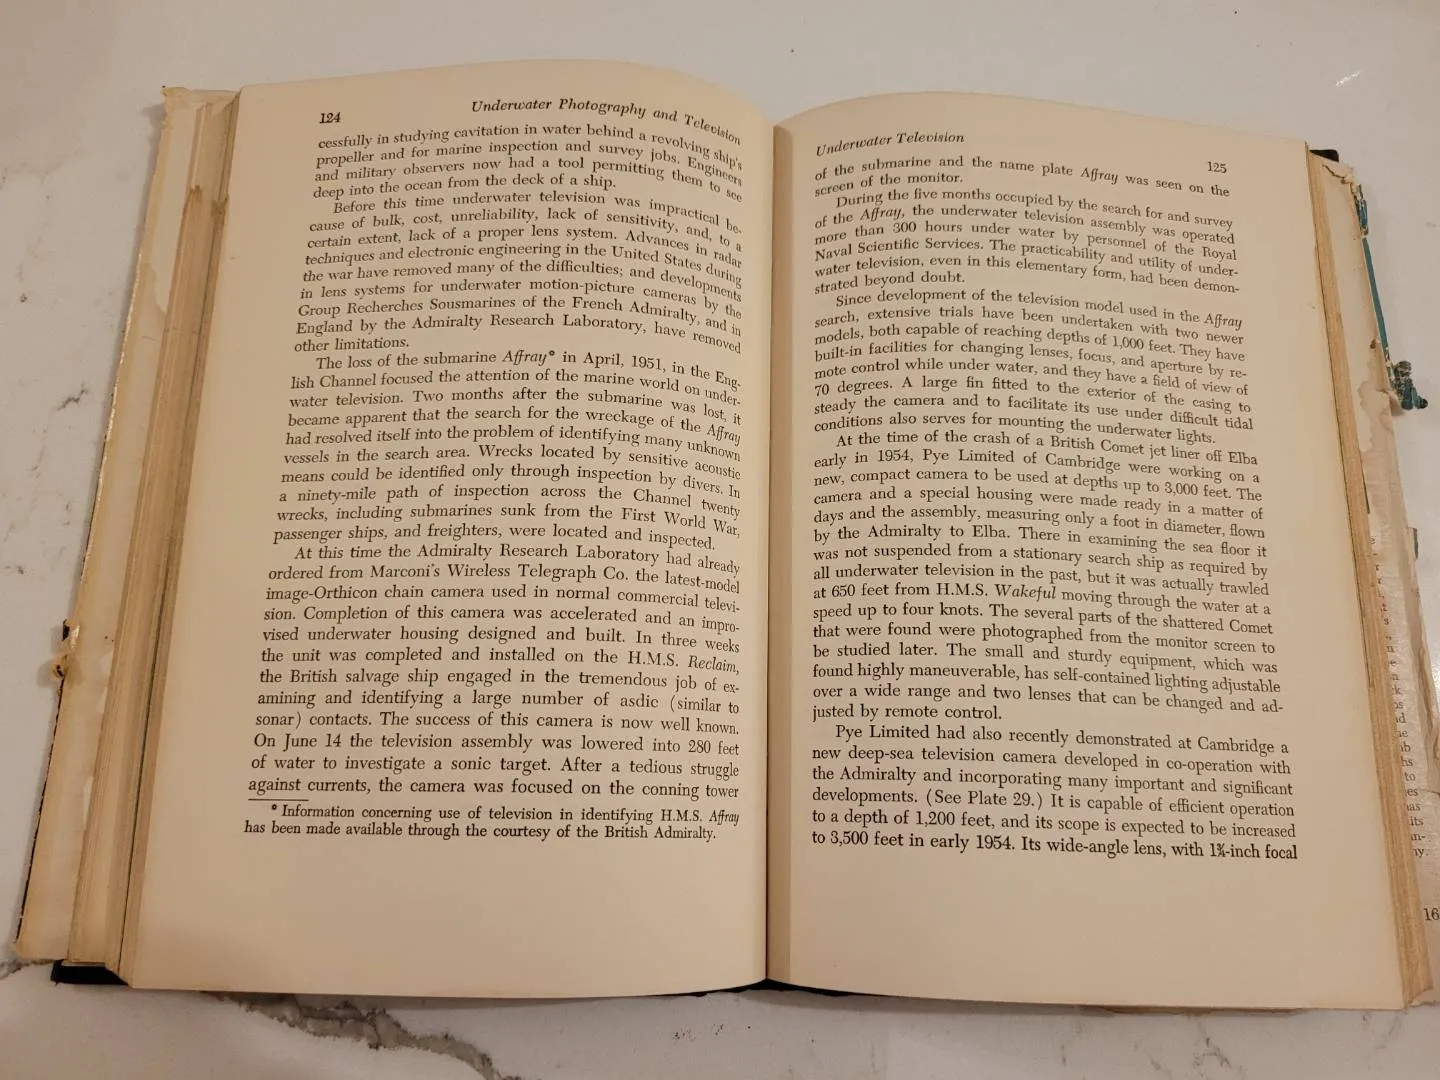 124
Underwater Photography and Television
cessfully in studying cavitation in water behind a revolving ship's
propeller and for marine inspection and survey jobs. Engineers
and military observers now had a tool permitting them to see
deep into the ocean from the deck of a ship.
Before this time underwater television was impractical be-
cause of bulk, cost, unreliability, lack of sensitivity, and, to a
certain extent, lack of a proper lens system. Advances in radar
techniques and electronic engineering in the United States during
the war have removed many of the difficulties; and developments
in lens systems for underwater motion-picture cameras by the
Group Recherches Sousmarines of the French Admiralty, and in
England by the Admiralty Research Laboratory, have removed
other limitations.
The loss of the submarine Affray* in April, 1951, in the Eng-
lish Channel focused the attention of the marine world on under-
water television. Two months after the submarine was lost, it
became apparent that the search for the wreckage of the Affray
had resolved itself into the problem of identifying many unknown
vessels in the search area. Wrecks located by sensitive acoustic
means could be identified only through inspection by divers. In
a ninety-mile path of inspection across the Channel twenty
wrecks, including submarines sunk from the First World War,
passenger ships, and freighters, were located and inspected.
At this time the Admiralty Research Laboratory had already
ordered from Marconi's Wireless Telegraph Co. the latest-model
image-Orthicon chain camera used in normal commercial televi-
sion. Completion of this camera was accelerated and an impro-
vised underwater housing designed and built. In three weeks
the unit was completed and installed on the H.M.S. Reclaim,
the British salvage ship engaged in the tremendous job of ex-
amining and identifying a large number of asdic (similar to
sonar) contacts. The success of this camera is now well known.
On June 14 the television assembly was lowered into 280 feet
of water to investigate a sonic target. After a tedious struggle
against currents, the camera was focused on the conning tower
* Information concerning use of television in identifying H.M.S. Affray
has been made available through the courtesy of the British Admiralty.
Underwater Television
125
of the submarine and the name plate Affray was seen on the
screen of the monitor.
During the five months occupied by the search for and survey
of the Affray, the underwater television assembly was operated
more than 300 hours under water by personnel of the Royal
Naval Scientific Services. The practicability and utility of under-
water television, even in this elementary form, had been demon-
strated beyond doubt.
Since development of the television model used in the Affray
search, extensive trials have been undertaken with two newer
models, both capable of reaching depths of 1,000 feet. They have
built-in facilities for changing lenses, focus, and aperture by re-
mote control while under water, and they have a field of view of
70 degrees. A large fin fitted to the exterior of the casing to
steady the camera and to facilitate its use under difficult tidal
conditions also serves for mounting the underwater lights.
At the time of the crash of a British Comet jet liner off Elba
early in 1954, Pye Limited of Cambridge were working on a
new, compact camera to be used at depths up to 3,000 feet. The
camera and a special housing were made ready in a matter of
days and the assembly, measuring only a foot in diameter, flown
by the Admiralty to Elba. There in examining the sea floor it
was not suspended from a stationary search ship as required by
all underwater television in the past, but it was actually trawled
at 650 feet from H.M.S. Wakeful moving through the water at a
speed up to four knots. The several parts of the shattered Comet
that were found were photographed from the monitor screen to
be studied later. The small and sturdy equipment, which was
found highly maneuverable, has self-contained lighting adjustable
over a wide range and two lenses that can be changed and ad-
justed by remote control.
Pye Limited had also recently demonstrated at Cambridge a
new deep-sea television camera developed in co-operation with
the Admiralty and incorporating many important and significant
developments. (See Plate 29.) It is capable of efficient operation
to a depth of 1,200 feet, and its scope is expected to be increased
to 3,500 feet in early 1954. Its wide-angle lens, with 1¾-inch focal
16